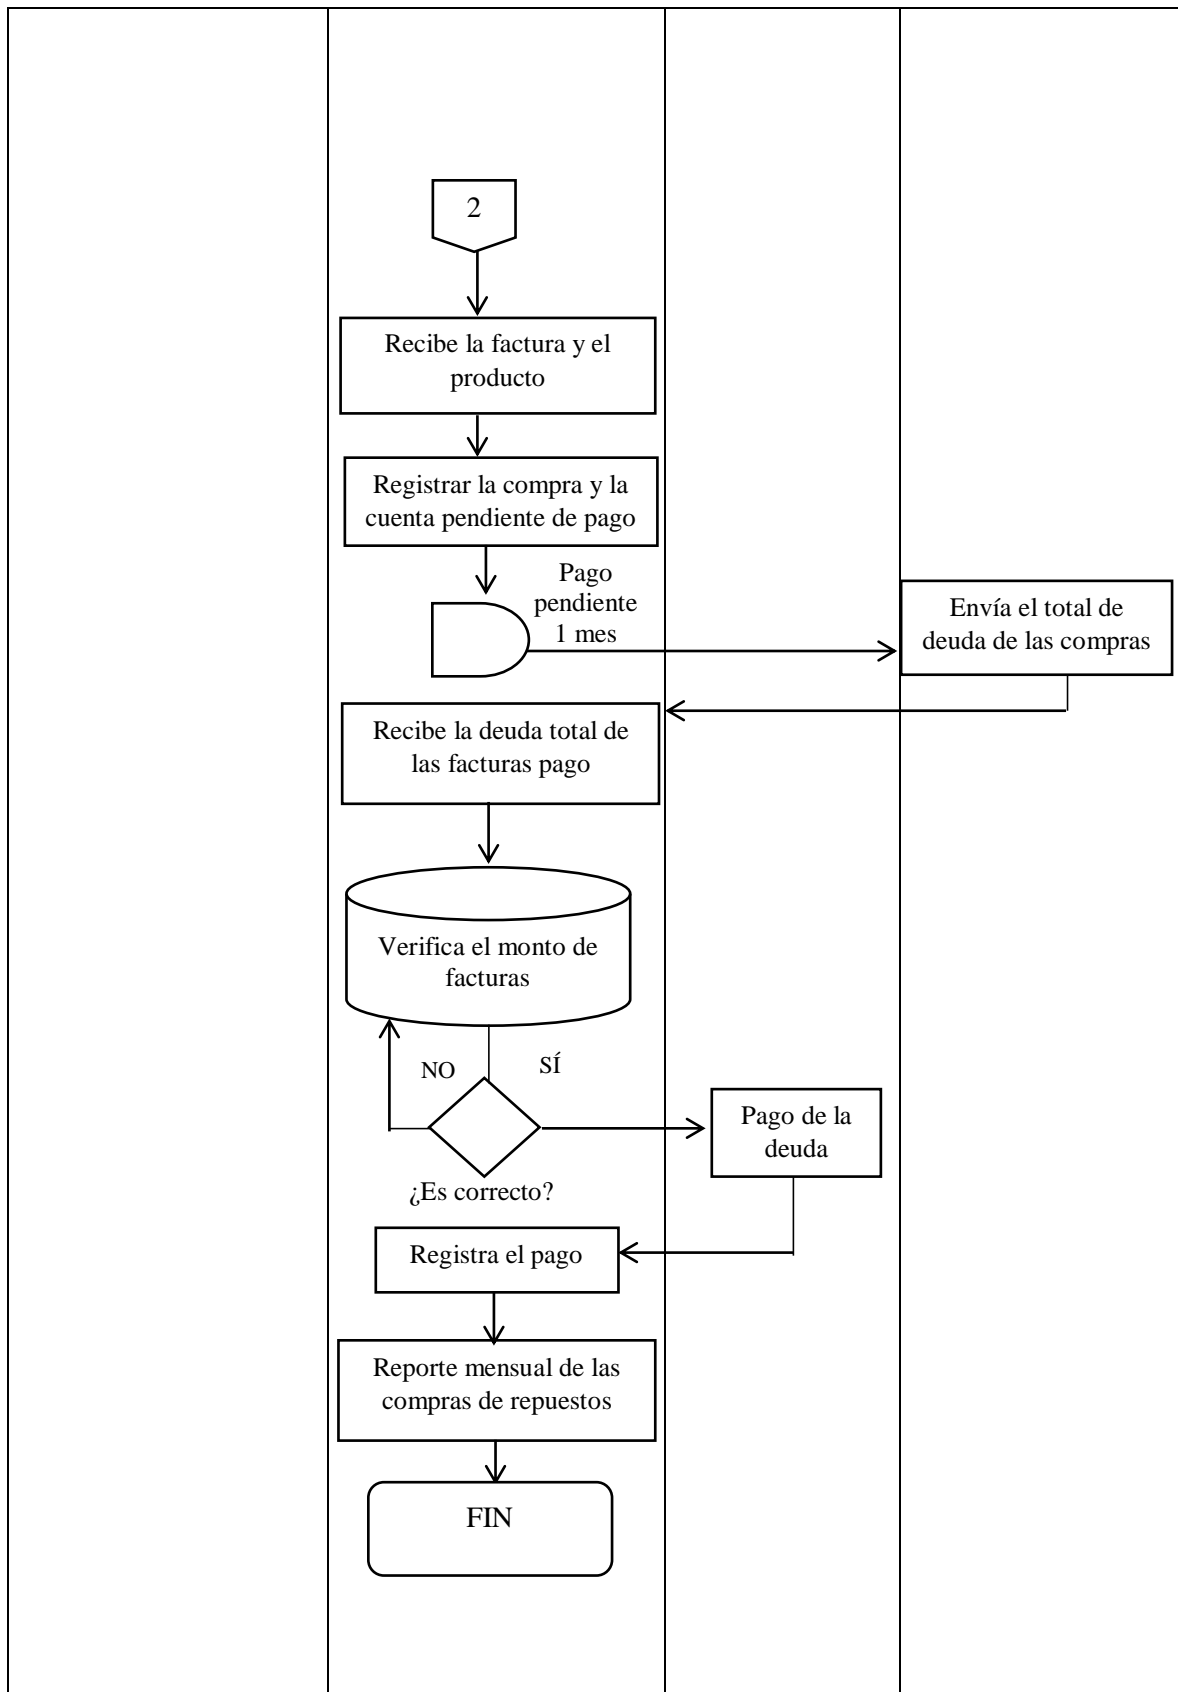 2
Recibe la factura y el
producto
Registrar la compra y la
cuenta pendiente de pago
Pago
pendiente
1 mes
Envía el total de
deuda de las compras
Recibe la deuda total de
las facturas pago
Verifica el monto de
facturas
NO
SÍ
Pago de la
deuda
¿Es correcto?
Registra el pago
Reporte mensual de las
compras de repuestos
FIN